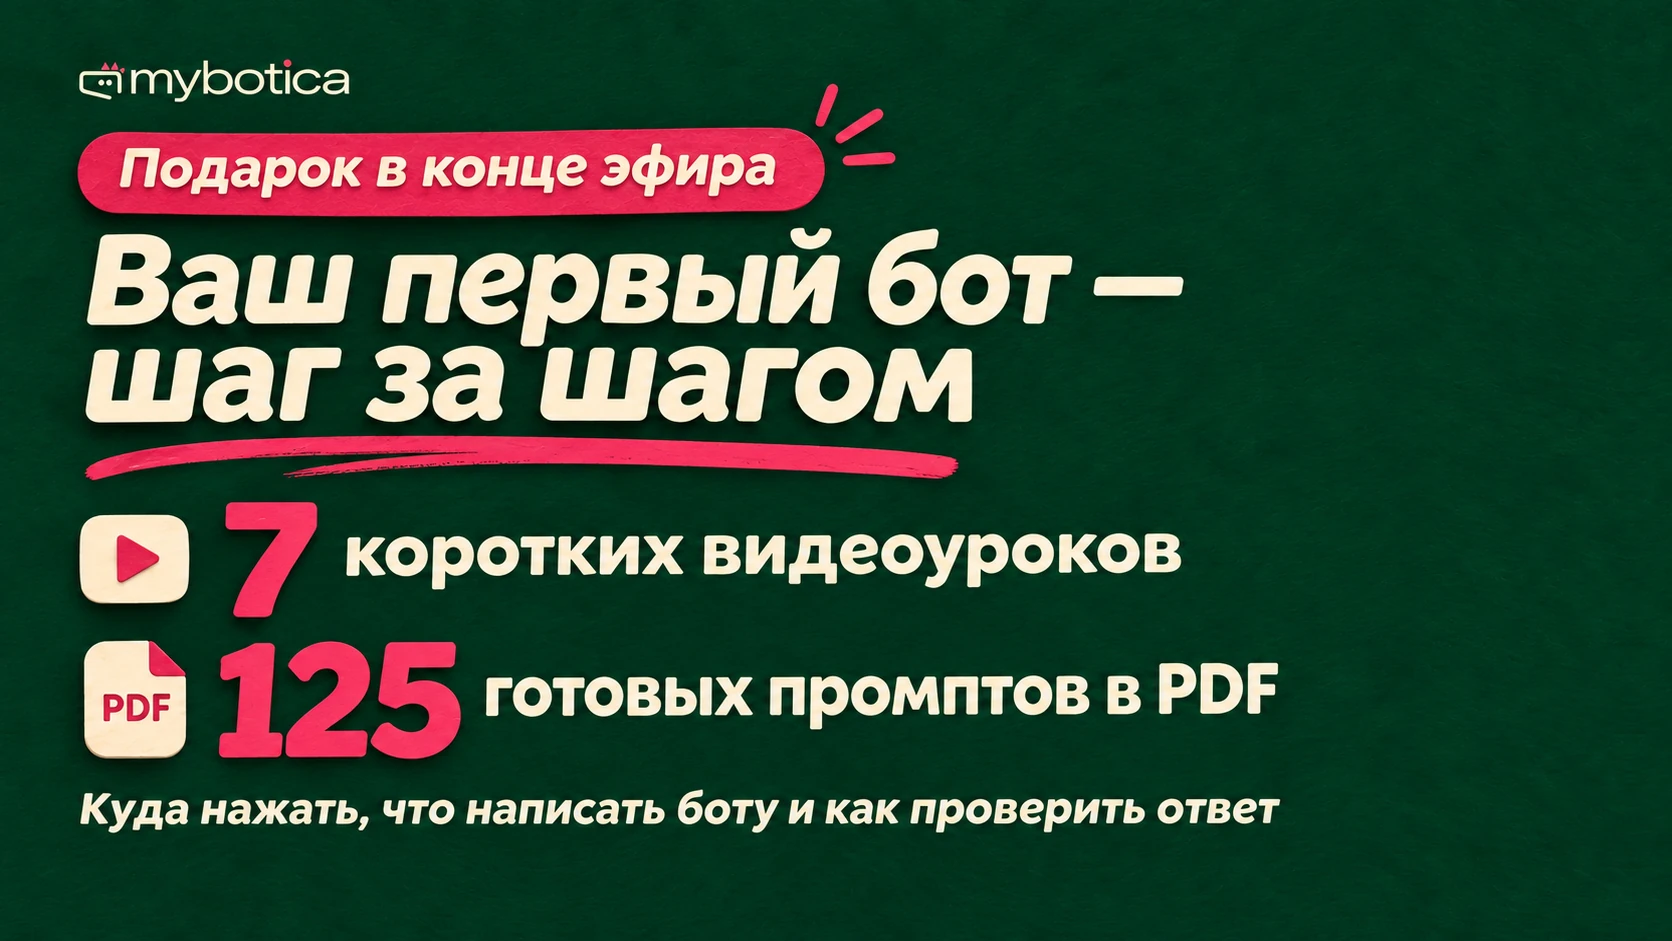 mybotica
Подарок в конце эфира
Ваш первый бот –
шаг за шагом
7 коротких видеоуроков
PDF
125 готовых промптов в PDF
Куда нажать, что написать боту и как проверить ответ